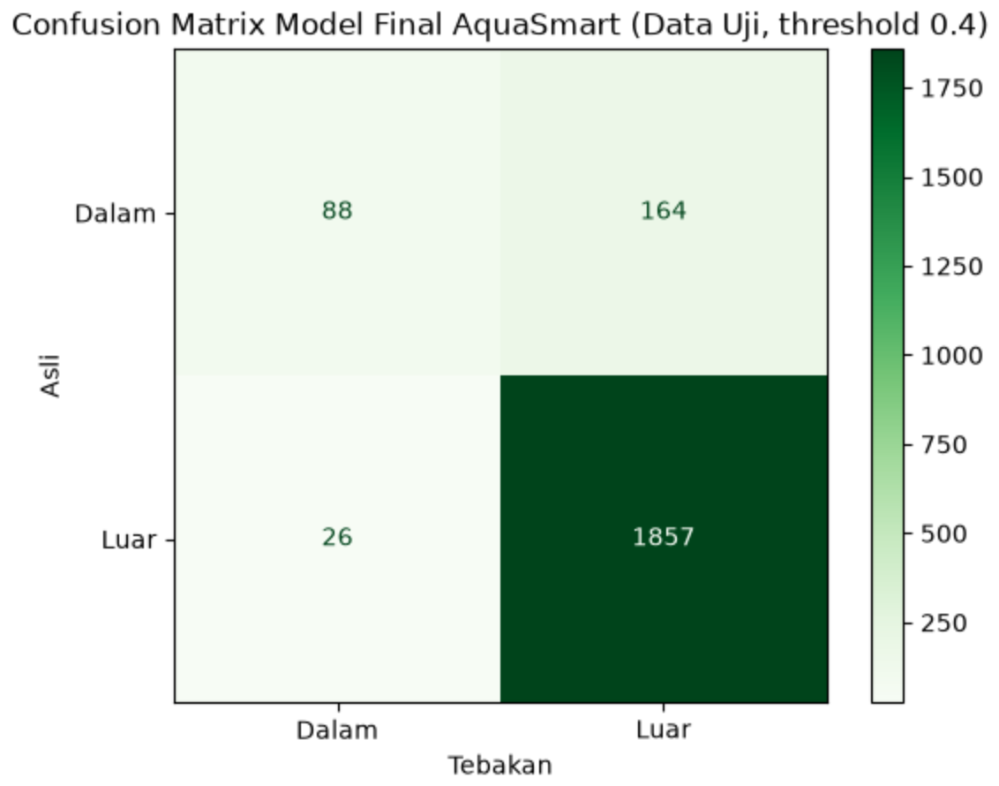 Confusion Matrix Model Final AquaSmart (Data Uji, threshold 0.4)
1750
1500
1250
1000
750
500
250
Asli
Dalam
88
164
Luar
26
1857
Dalam
Luar
Tebakan